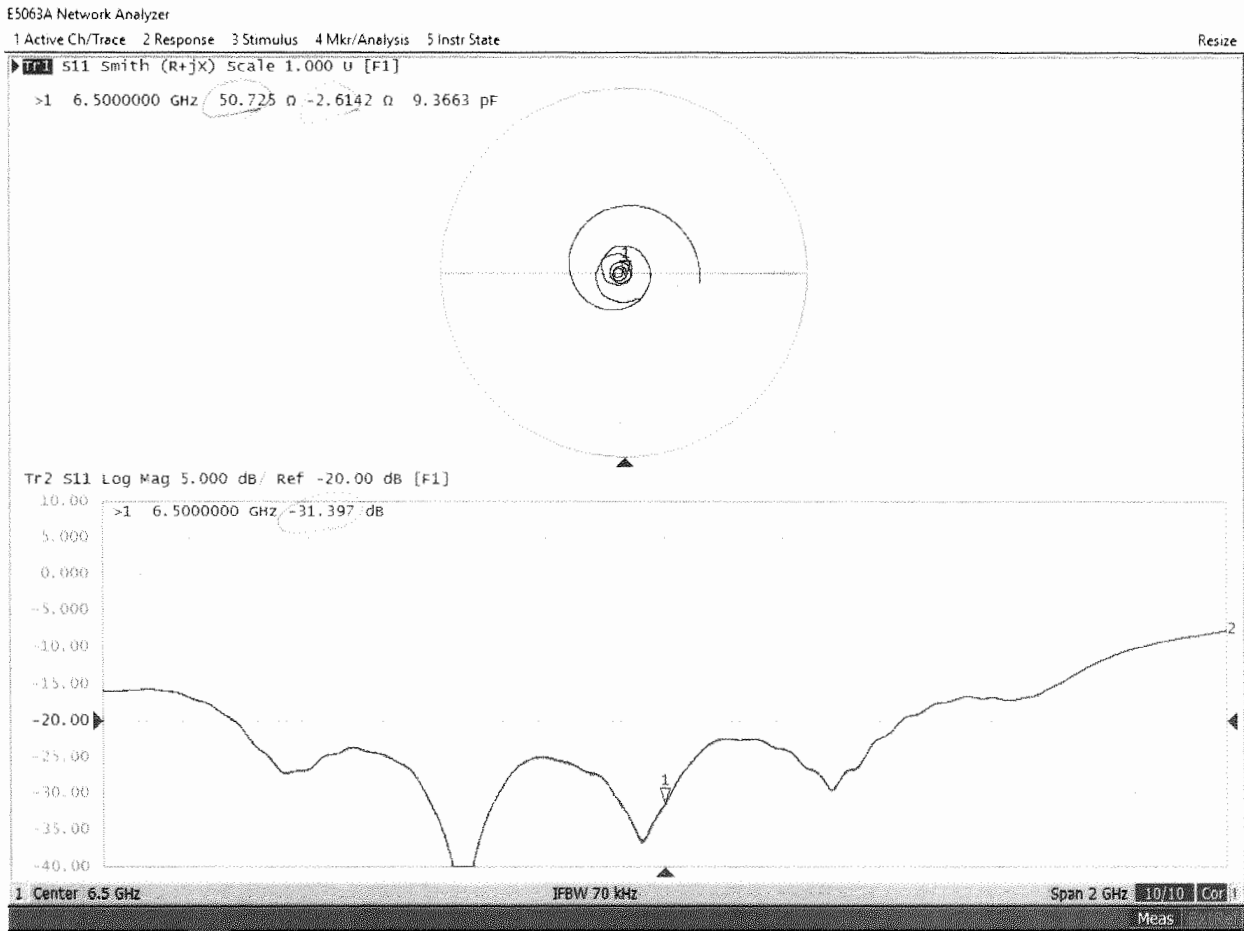 E5063A Network Analyzer
1 Active Ch/Trace 2 Response 3 Stimulus 4 Mkr/Analysis 5 Instr State Resize
Tr1 S11 Smith (R+jX) Scale 1.000 U [F1]
>1 6.5000000 GHz 50.725 Ω -2.6142 Ω 9.3663 pF
1
Tr2 S11 Log Mag 5.000 dB/ Ref -20.00 dB [F1]
10.00
>1 6.5000000 GHz -31.397 dB
5.000
0.000
-5.000
-10.00
2
-15.00
-20.00
-25.00
1
-30.00
-35.00
-40.00
1 Center 6.5 GHz IFBW 70 kHz Span 2 GHz 10/10 Cor
Meas